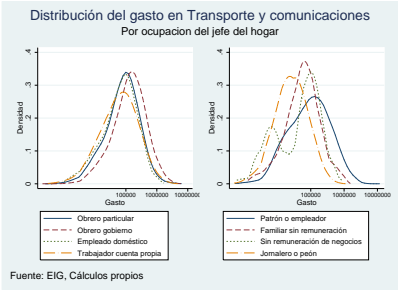 Distribución del gasto en Transporte y comunicaciones
Por ocupacion del jefe del hogar
Densidad
0 .1 .2 .3 .4
100000 1000000
Gasto
Obrero particular
Obrero gobierno
Empleado doméstico
Trabajador cuenta propia
Densidad
0 .1 .2 .3 .4
100000 10000000
Gasto
Patrón o empleador
Familiar sin remuneración
Sin remuneración de negocios
Jornalero o peón
Fuente: EIG, Cálculos propios